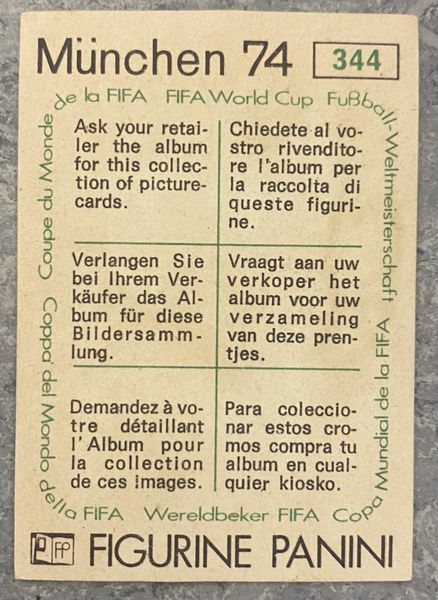 München 74
344
Coupe du Monde de la FIFA
FIFA World Cup
Fußball-Weltmeisterschaft
Ask your retai-
ler the album
for this collec-
tion of picture-
cards.
Chiedete al vo-
stro rivendito-
re l'album per
la raccolta di
queste figuri-
ne.
Verlangen Sie
bei Ihrem Ver-
käufer das Al-
bum für diese
Bildersamm-
lung.
Vraagt aan uw
verkoper het
album voor uw
verzameling
van deze pren-
tjes.
Demandez à vo-
tre détaillant
l'Album pour
la collection
de ces images.
Para coleccio-
nar estos cro-
mos compra tu
album en cual-
quier kiosko.
Coppa del Mondo della FIFA
Wereldbeker FIFA
Copa Mundial de la FIFA
FP FIGURINE PANINI